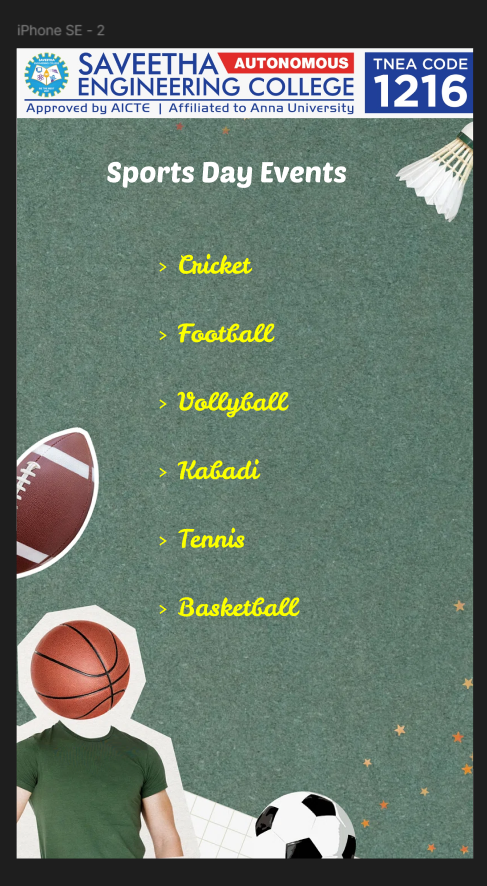 iPhone SE - 2
SAVEETHA AUTONOMOUS
ENGINEERING COLLEGE
Approved by AICTE | Affiliated to Anna University
TNEA CODE
1216
Sports Day Events
> Cricket
> Football
> Vollyball
> Kabadi
> Tennis
> Basketball